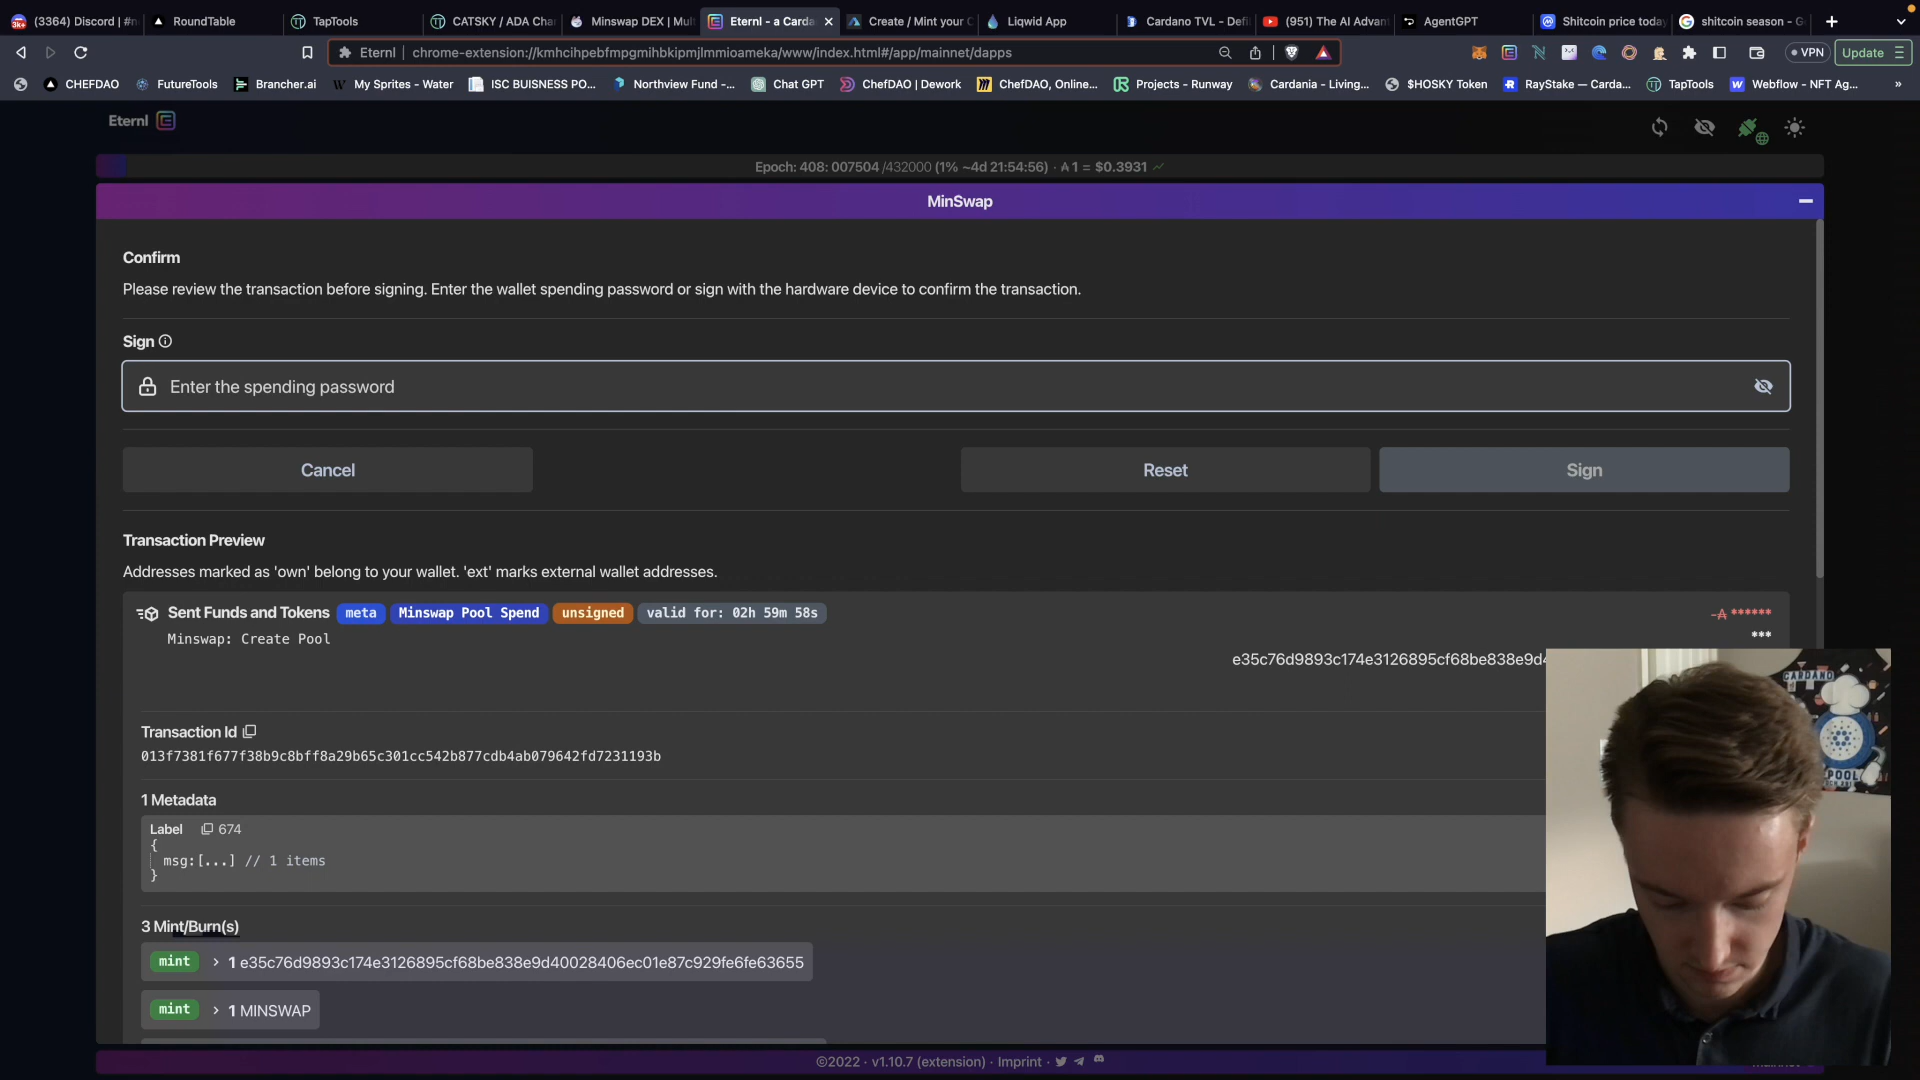 (3364) Discord | #n
RoundTable
TapTools
CATSKY / ADA Cha
Minswap DEX | Mul
Eternl - a Carda
Create / Mint your C
Liqwid App
Cardano TVL - Defi
(951) The AI Advan
AgentGPT
Shitcoin price today
shitcoin season - G
Eternl
chrome-extension://kmhcihpebfmpgmihbkipmjlmmioameka/www/index.html#/app/mainnet/dapps
VPN
Update
CHEFDAO
FutureTools
Brancher.ai
My Sprites - Water
ISC BUISNESS PO...
Northview Fund -...
Chat GPT
ChefDAO | Dework
ChefDAO, Online...
Projects - Runway
Cardania - Living...
$HOSKY Token
RayStake — Carda...
TapTools
Webflow - NFT Ag...
»
Eternl
Epoch: 408: 007504 /432000 (1% ~4d 21:54:56) · ₳ 1 = $0.3931
MinSwap
Confirm
Please review the transaction before signing. Enter the wallet spending password or sign with the hardware device to confirm the transaction.
Sign
Enter the spending password
Cancel
Reset
Sign
Transaction Preview
Addresses marked as 'own' belong to your wallet. 'ext' marks external wallet addresses.
Sent Funds and Tokens
meta
Minswap Pool Spend
unsigned
valid for: 02h 59m 58s
-₳ ******
Minswap: Create Pool
***
e35c76d9893c174e3126895cf68be838e9d4
Transaction Id
013f7381f677f38b9c8bff8a29b65c301cc542b877cdb4ab079642fd7231193b
1 Metadata
Label 674
{
msg:[...] // 1 items
}
3 Mint/Burn(s)
mint > 1 e35c76d9893c174e3126895cf68be838e9d40028406ec01e87c929fe6fe63655
mint > 1 MINSWAP
©2022 · v1.10.7 (extension) · Imprint ·
CARDANO
POOL